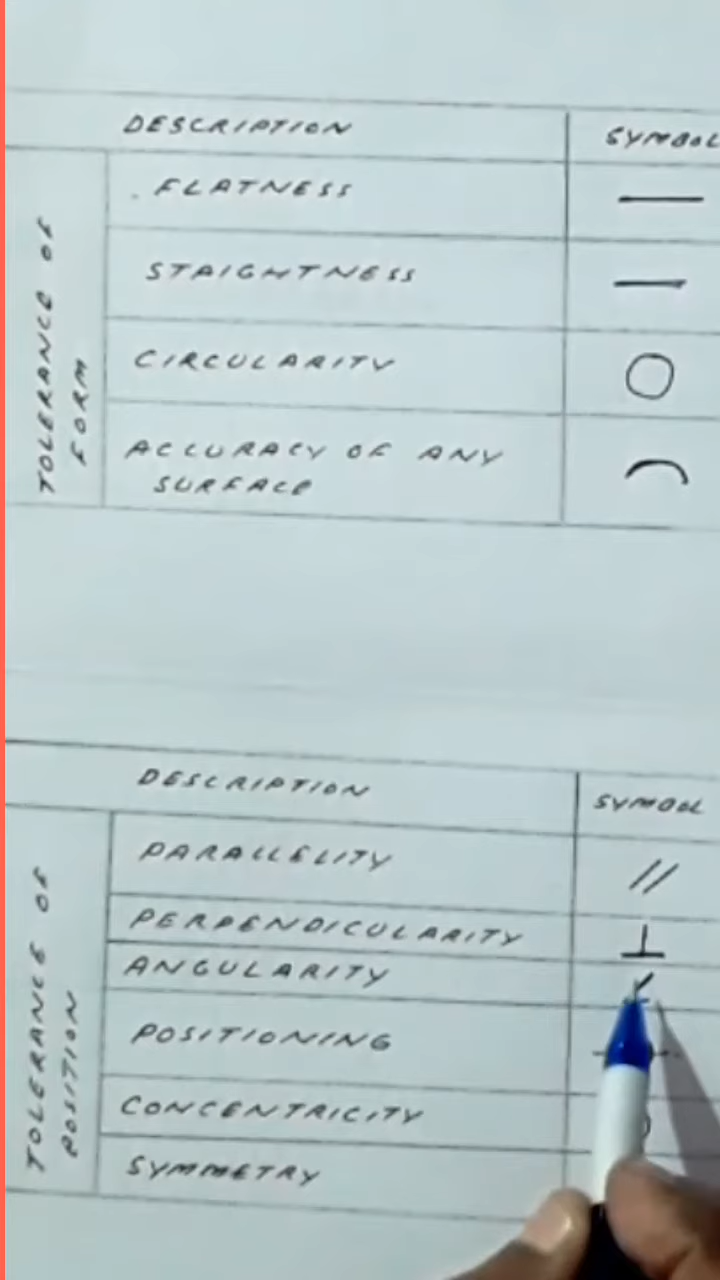 DESCRIPTION SYMBOL
TOLERANCE OF
FORM
FLATNESS
STAIGHTNESS
CIRCULARITY
ACCURACY OF ANY
SURFACE
DESCRIPTION SYMBOL
TOLERANCE OF
POSITION
PARALLELITY //
PERPENDICULARITY ⊥
ANGULARITY
POSITIONING
CONCENTRICITY
SYMMETRY